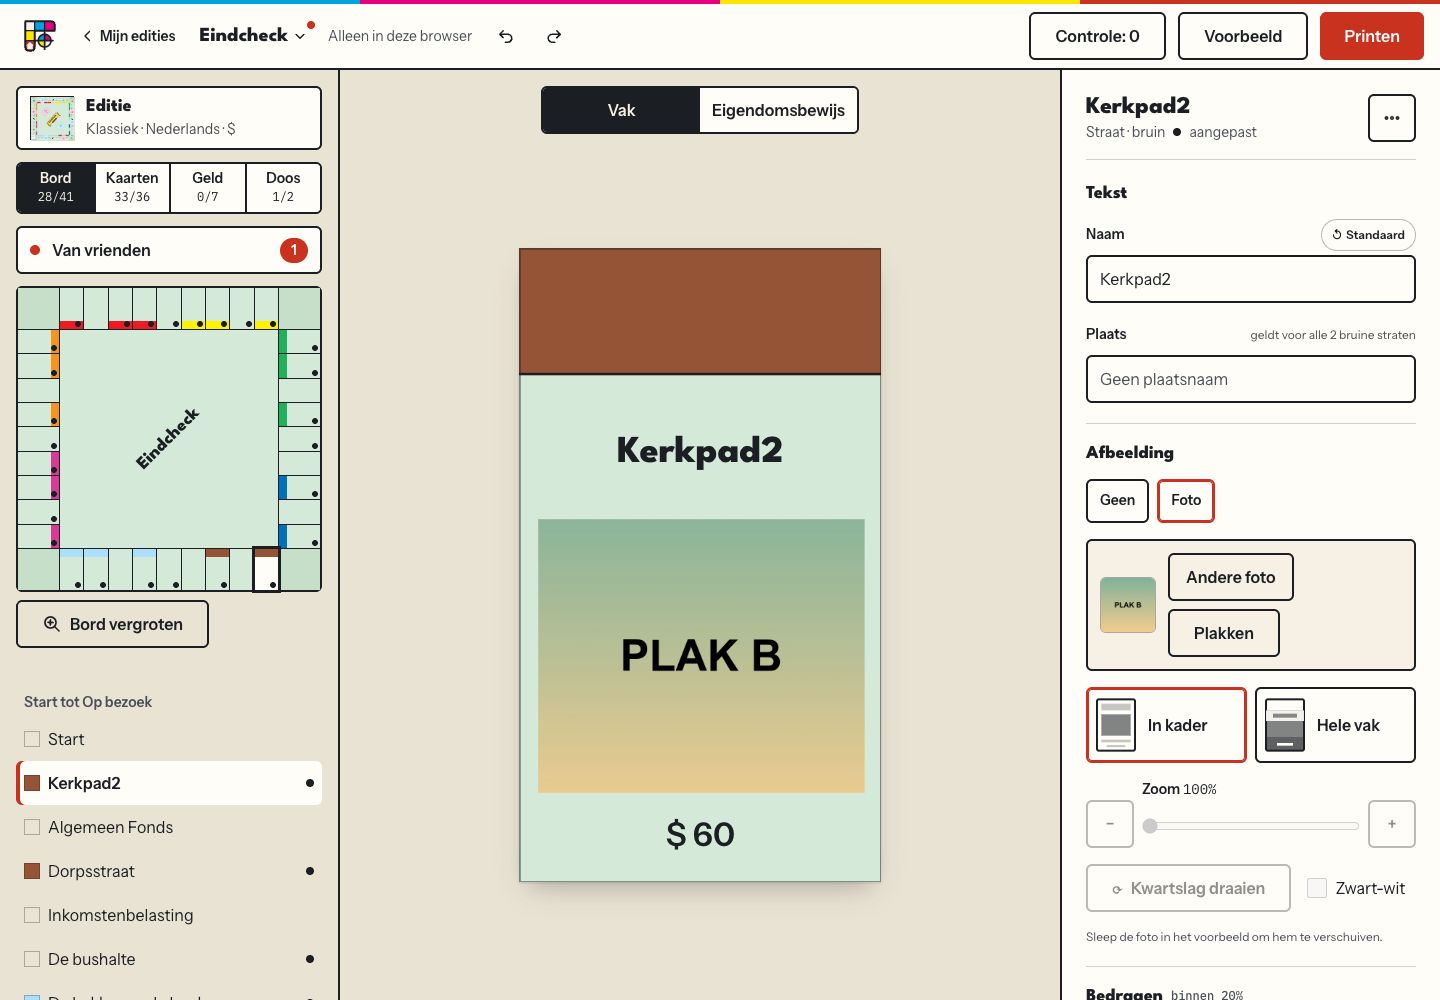 Mijn edities
Eindcheck
Alleen in deze browser
Controle: 0
Voorbeeld
Printen
Editie
Klassiek · Nederlands · $
Bord
28/41
Kaarten
33/36
Geld
0/7
Doos
1/2
Van vrienden
1
Eindcheck
Bord vergroten
Start tot Op bezoek
Start
Kerkpad2
Algemeen Fonds
Dorpsstraat
Inkomstenbelasting
De bushalte
Vak
Eigendomsbewijs
Kerkpad2
PLAK B
$ 60
Kerkpad2
Straat · bruin ● aangepast
Tekst
Naam
Standaard
Kerkpad2
Plaats
geldt voor alle 2 bruine straten
Geen plaatsnaam
Afbeelding
Geen
Foto
PLAK B
Andere foto
Plakken
In kader
Hele vak
Zoom 100%
Kwartslag draaien
Zwart-wit
Sleep de foto in het voorbeeld om hem te verschuiven.
Bedragen binnen 20%